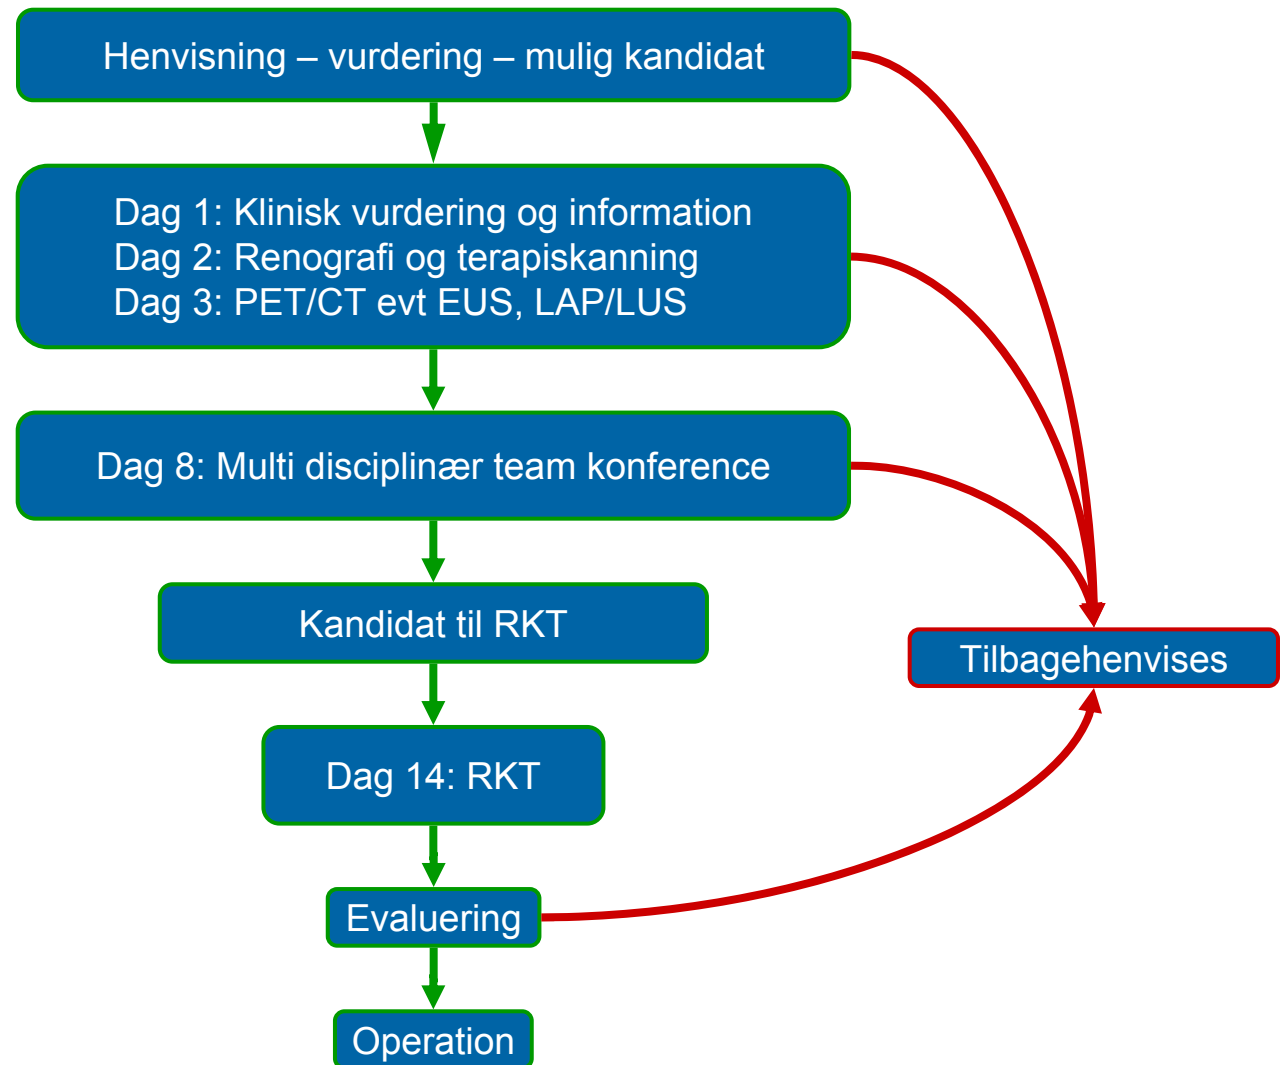 Henvisning – vurdering – mulig kandidat
Dag 1: Klinisk vurdering og information
Dag 2: Renografi og terapiskanning
Dag 3: PET/CT evt EUS, LAP/LUS
Dag 8: Multi disciplinær team konference
Kandidat til RKT
Tilbagehenvises
Dag 14: RKT
Evaluering
Operation